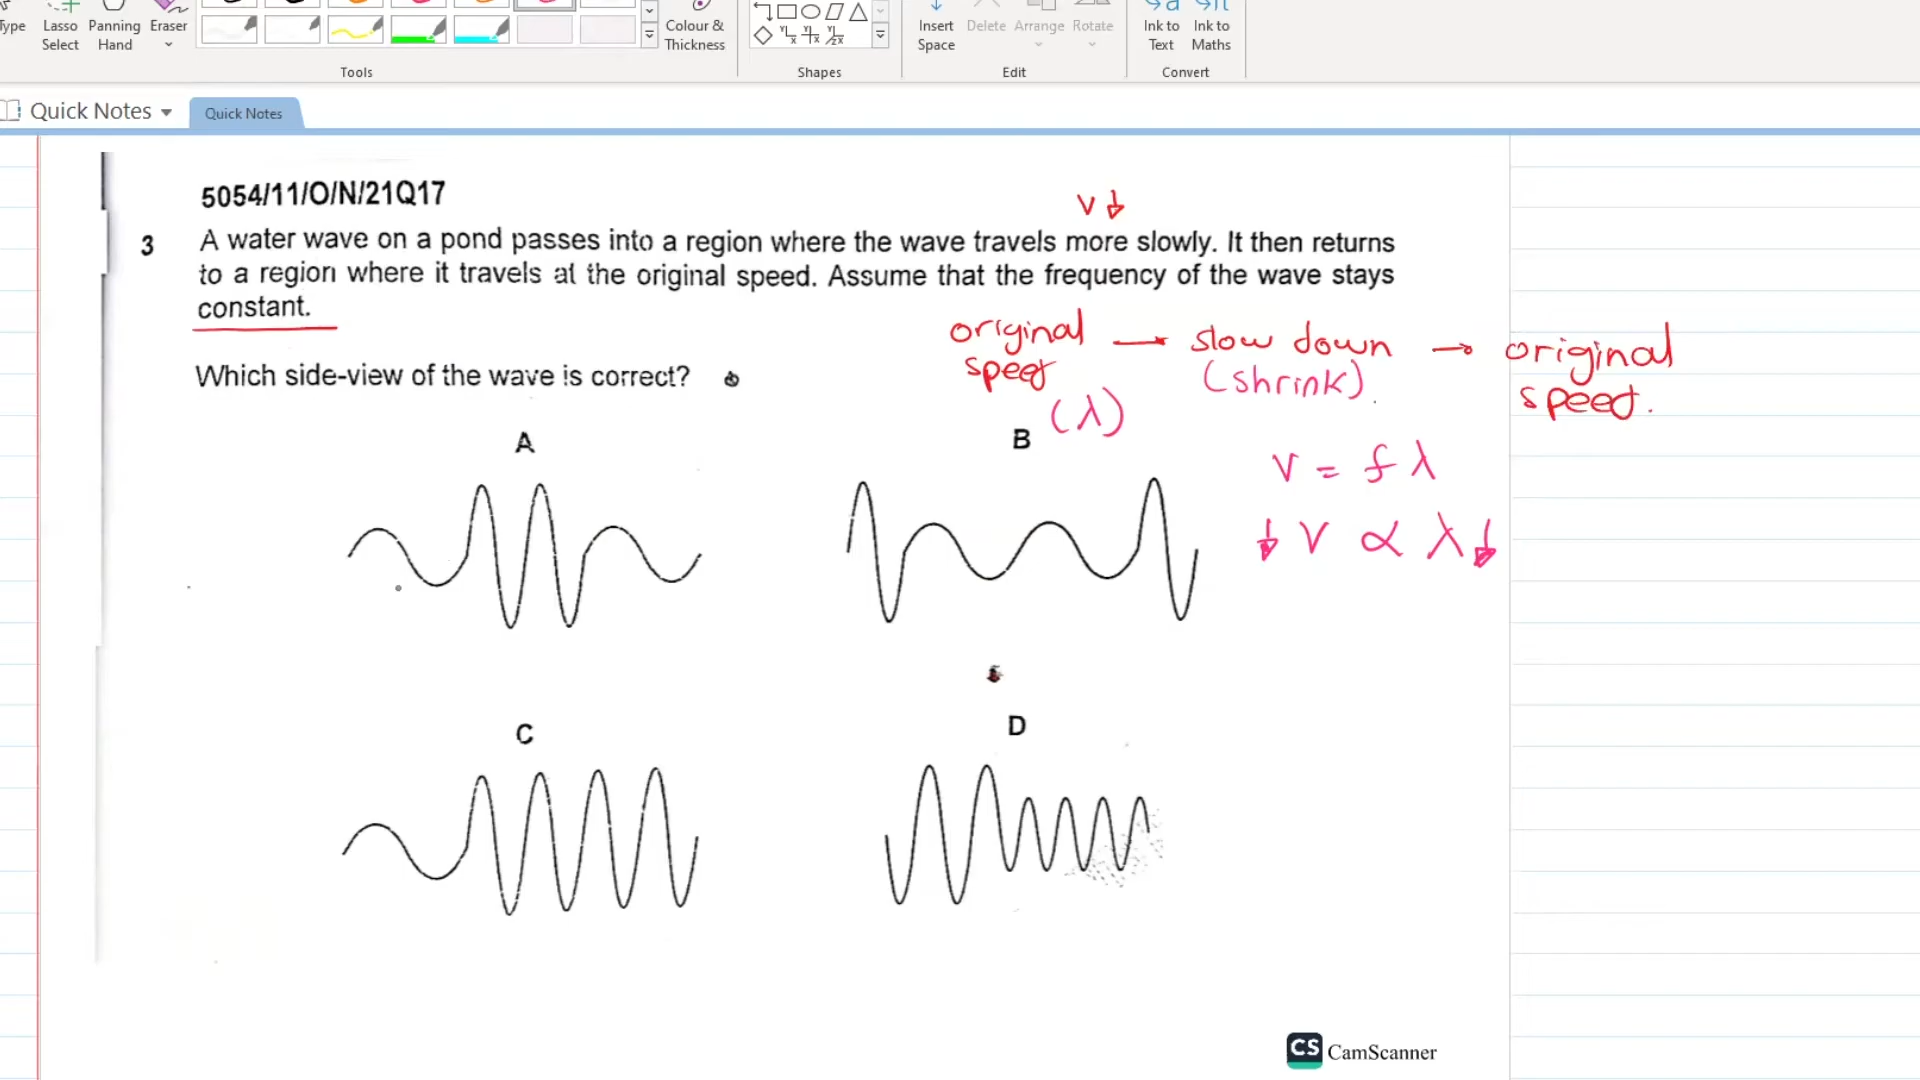 Type
Lasso Select
Panning Hand
Eraser
Colour & Thickness
Insert Space
Delete
Arrange
Rotate
Ink to Text
Ink to Maths
Tools
Shapes
Edit
Convert
Quick Notes
Quick Notes
5054/11/O/N/21Q17
v ↓
3 A water wave on a pond passes into a region where the wave travels more slowly. It then returns
to a region where it travels at the original speed. Assume that the frequency of the wave stays
constant.
original speed → slow down → original speed.
(shrink)
Which side-view of the wave is correct?
(λ)
A
B
v = f λ
↓ v ∝ λ ↓
C
D
CS CamScanner